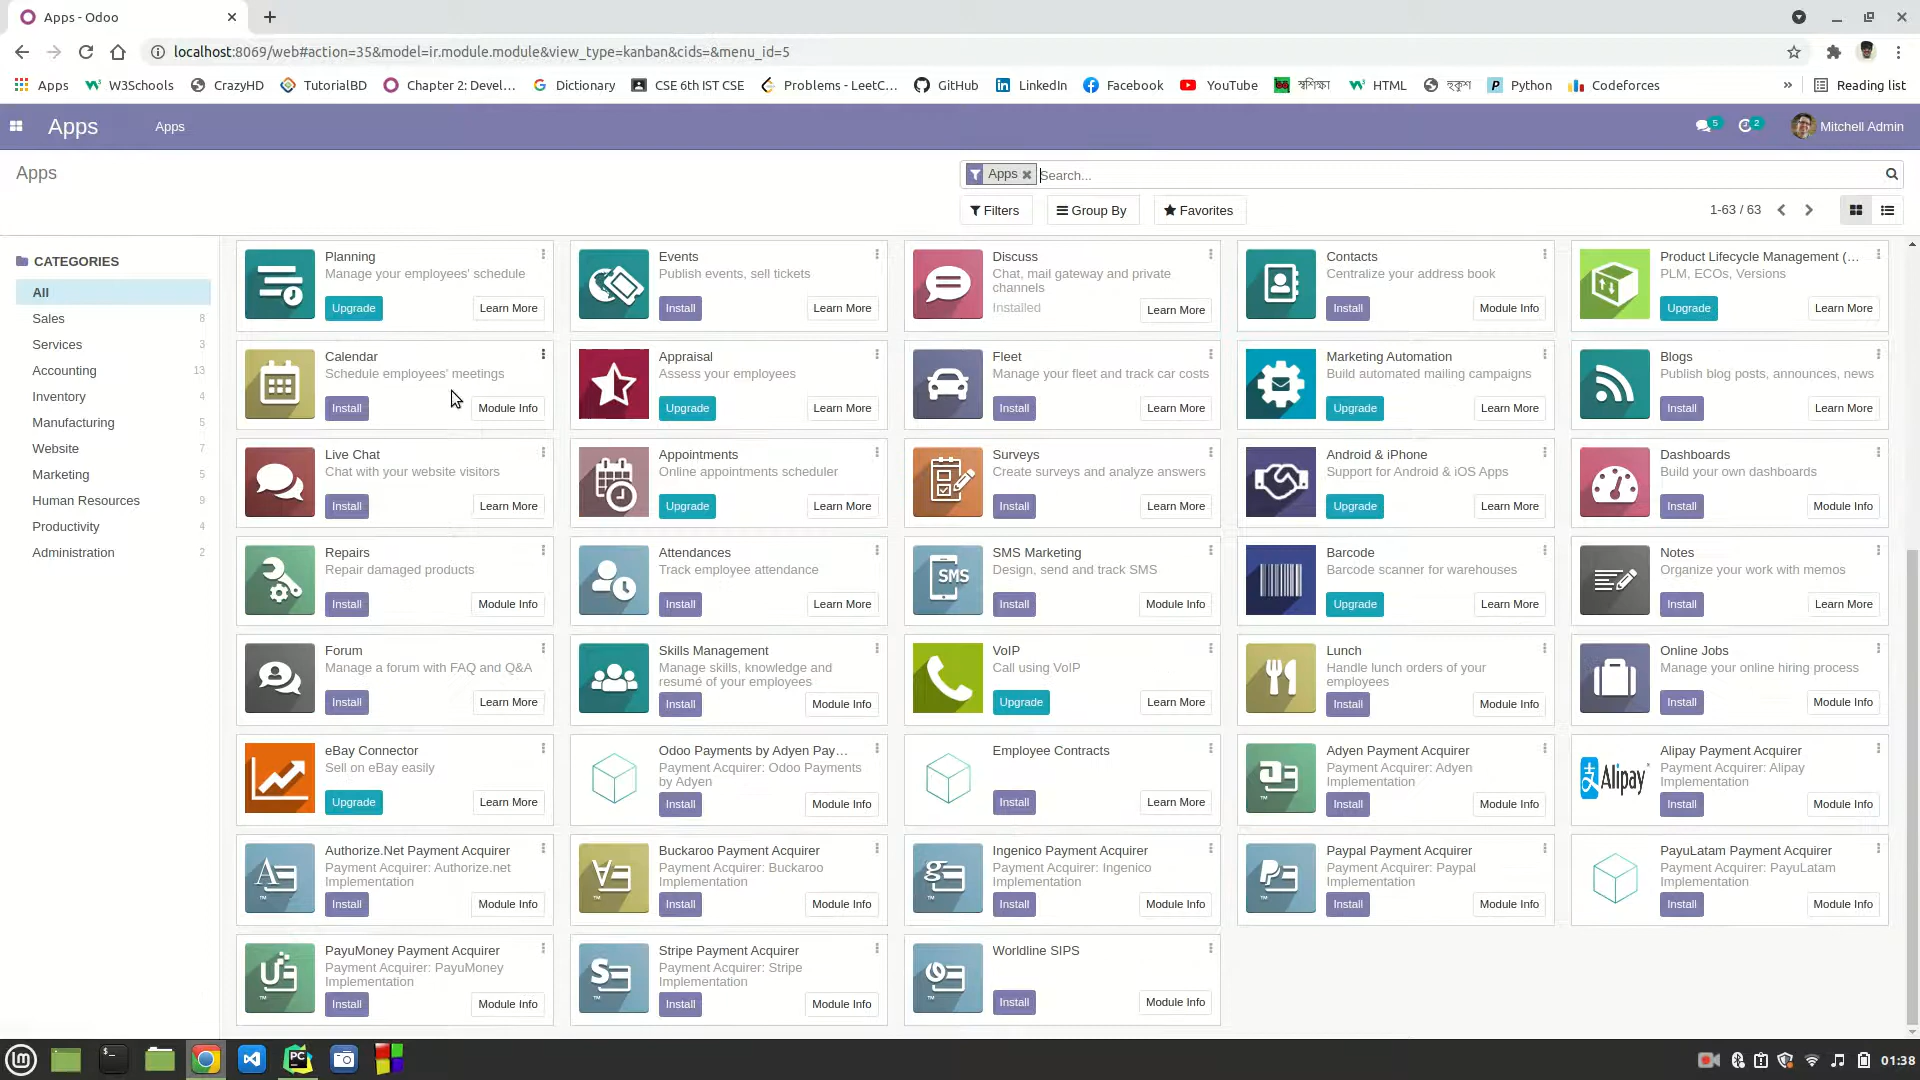 Apps - Odoo
localhost:8069/web#action=35&model=ir.module.module&view_type=kanban&cids=&menu_id=5
Apps W3Schools CrazyHD TutorialBD Chapter 2: Devel... Dictionary CSE 6th IST CSE Problems - LeetC... GitHub LinkedIn Facebook YouTube স্বশিক্ষা HTML হুকুশ Python Codeforces » Reading list
Apps Apps 5 2 Mitchell Admin
Apps
Apps Search...
Filters Group By Favorites 1-63 / 63
CATEGORIES
All
Sales 8
Services 3
Accounting 13
Inventory 4
Manufacturing 5
Website 7
Marketing 5
Human Resources 9
Productivity 4
Administration 2
Planning
Manage your employees' schedule
Upgrade Learn More
Events
Publish events, sell tickets
Install Learn More
Discuss
Chat, mail gateway and private
channels
Installed Learn More
Contacts
Centralize your address book
Install Module Info
Product Lifecycle Management (...
PLM, ECOs, Versions
Upgrade Learn More
Calendar
Schedule employees' meetings
Install Module Info
Appraisal
Assess your employees
Upgrade Learn More
Fleet
Manage your fleet and track car costs
Install Learn More
Marketing Automation
Build automated mailing campaigns
Upgrade Learn More
Blogs
Publish blog posts, announces, news
Install Learn More
Live Chat
Chat with your website visitors
Install Learn More
Appointments
Online appointments scheduler
Upgrade Learn More
Surveys
Create surveys and analyze answers
Install Learn More
Android & iPhone
Support for Android & iOS Apps
Upgrade Learn More
Dashboards
Build your own dashboards
Install Module Info
Repairs
Repair damaged products
Install Module Info
Attendances
Track employee attendance
Install Learn More
SMS
SMS Marketing
Design, send and track SMS
Install Module Info
Barcode
Barcode scanner for warehouses
Upgrade Learn More
Notes
Organize your work with memos
Install Learn More
Forum
Manage a forum with FAQ and Q&A
Install Learn More
Skills Management
Manage skills, knowledge and
resumé of your employees
Install Module Info
VoIP
Call using VoIP
Upgrade Learn More
Lunch
Handle lunch orders of your
employees
Install Module Info
Online Jobs
Manage your online hiring process
Install Module Info
eBay Connector
Sell on eBay easily
Upgrade Learn More
Odoo Payments by Adyen Pay...
Payment Acquirer: Odoo Payments
by Adyen
Install Module Info
Employee Contracts
Install Learn More
Adyen Payment Acquirer
Payment Acquirer: Adyen
Implementation
Install Module Info
支 Alipay
Alipay Payment Acquirer
Payment Acquirer: Alipay
Implementation
Install Module Info
Authorize.Net Payment Acquirer
Payment Acquirer: Authorize.net
Implementation
Install Module Info
Buckaroo Payment Acquirer
Payment Acquirer: Buckaroo
Implementation
Install Module Info
Ingenico Payment Acquirer
Payment Acquirer: Ingenico
Implementation
Install Module Info
Paypal Payment Acquirer
Payment Acquirer: Paypal
Implementation
Install Module Info
PayuLatam Payment Acquirer
Payment Acquirer: PayuLatam
Implementation
Install Module Info
PayuMoney Payment Acquirer
Payment Acquirer: PayuMoney
Implementation
Install Module Info
Stripe Payment Acquirer
Payment Acquirer: Stripe
Implementation
Install Module Info
Worldline SIPS
Install Module Info
01:38